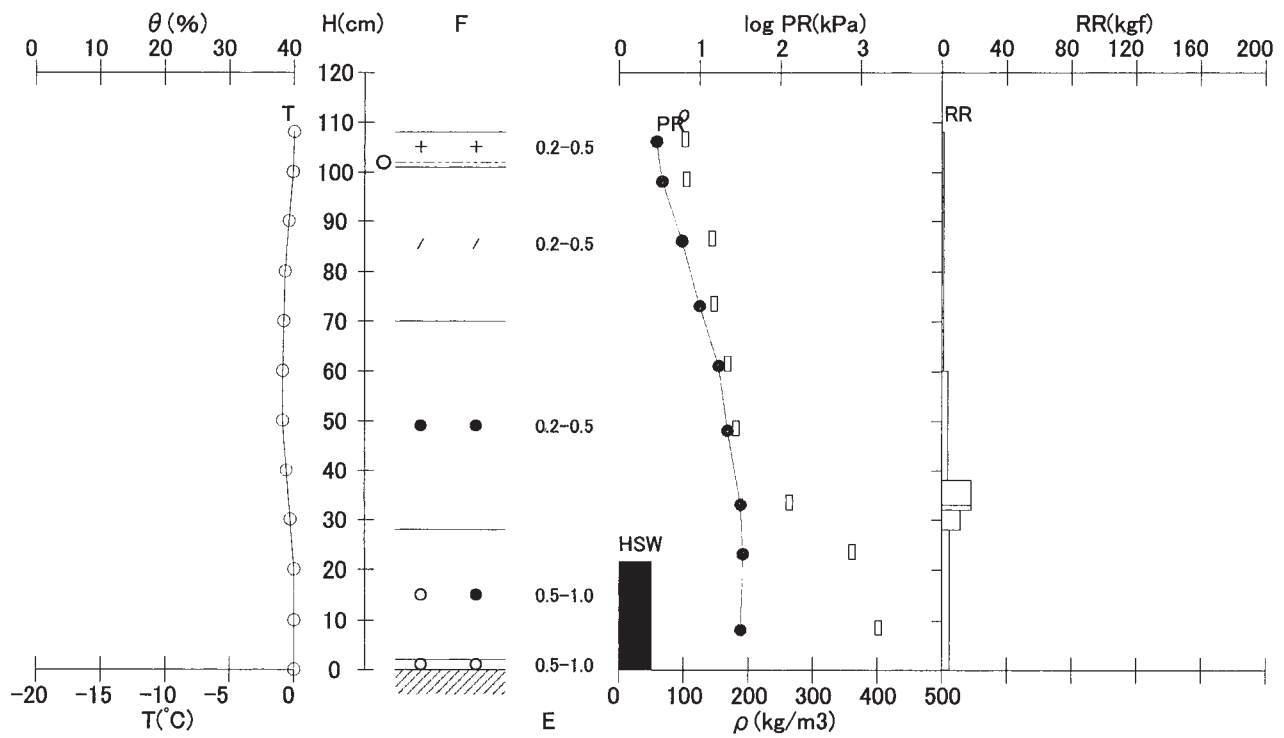 θ(%) H(cm) F log PR(kPa) RR(kgf)
0 10 20 30 40 0 1 2 3 0 40 80 120 160 200
120
T 110 PR ρ RR
+ + 0.2-0.5
100
90
/ / 0.2-0.5
80
70
60
50
0.2-0.5
40
30
HSW
20
0.5-1.0
10
0
0.5-1.0
-20 -15 -10 -5 0 0 100 200 300 400 500
T(°C) E ρ(kg/m3)